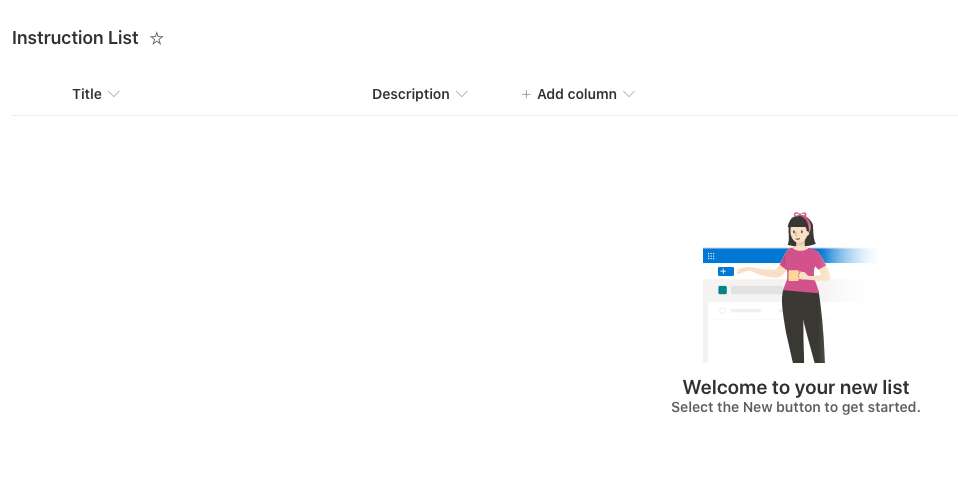 Instruction List
Title Description + Add column
Welcome to your new list
Select the New button to get started.